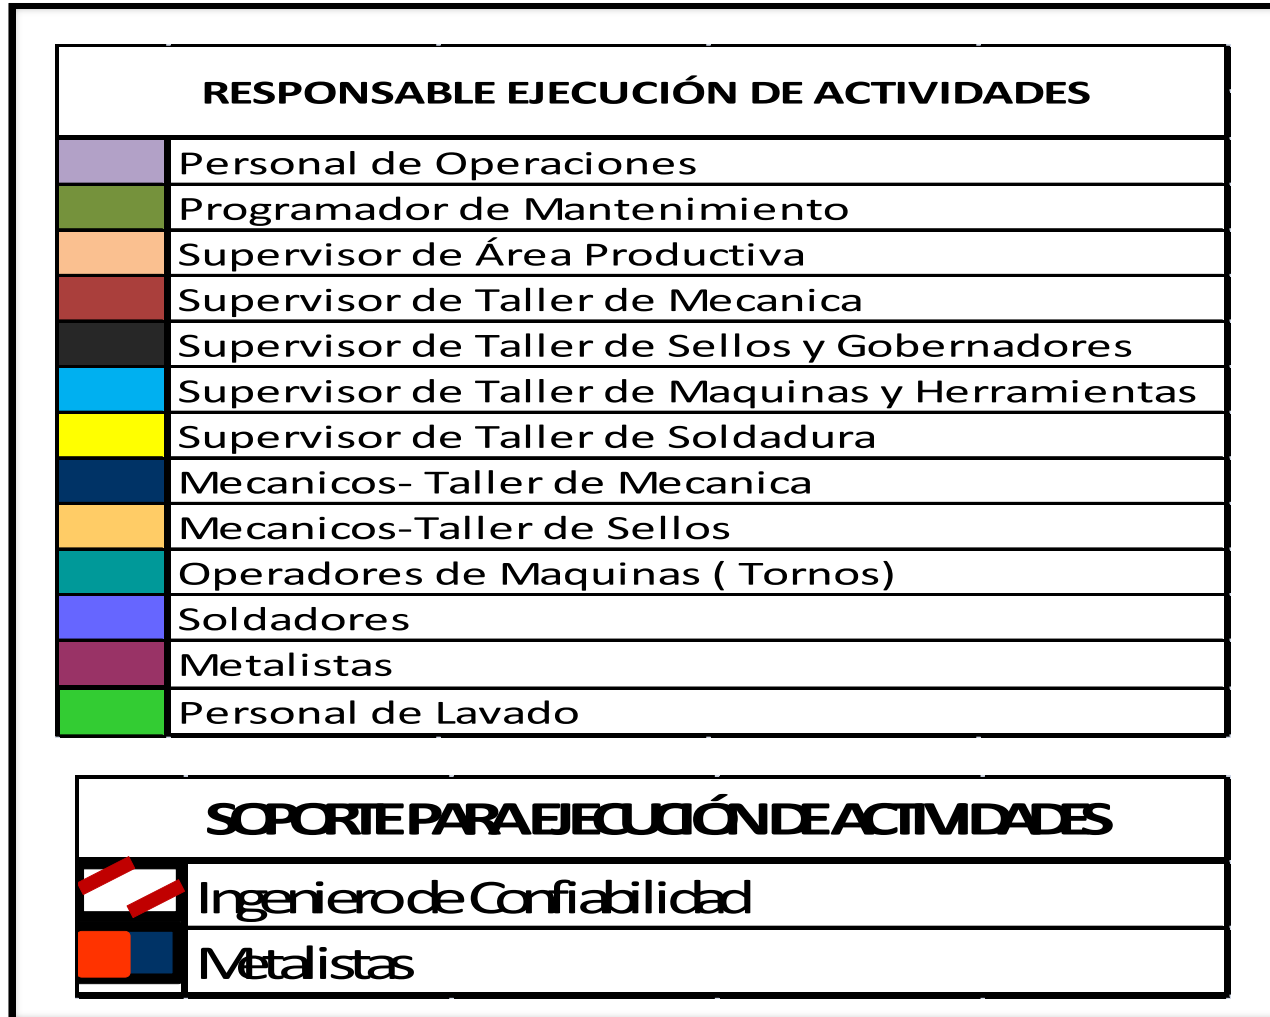 RESPONSABLE EJECUCIÓN DE ACTIVIDADES
Personal de Operaciones
Programador de Mantenimiento
Supervisor de Área Productiva
Supervisor de Taller de Mecanica
Supervisor de Taller de Sellos y Gobernadores
Supervisor de Taller de Maquinas y Herramientas
Supervisor de Taller de Soldadura
Mecanicos- Taller de Mecanica
Mecanicos-Taller de Sellos
Operadores de Maquinas ( Tornos)
Soldadores
Metalistas
Personal de Lavado
SOPORTE PARA EJECUCIÓN DE ACTIVIDADES
Ingeniero de Confiabilidad
Metalistas